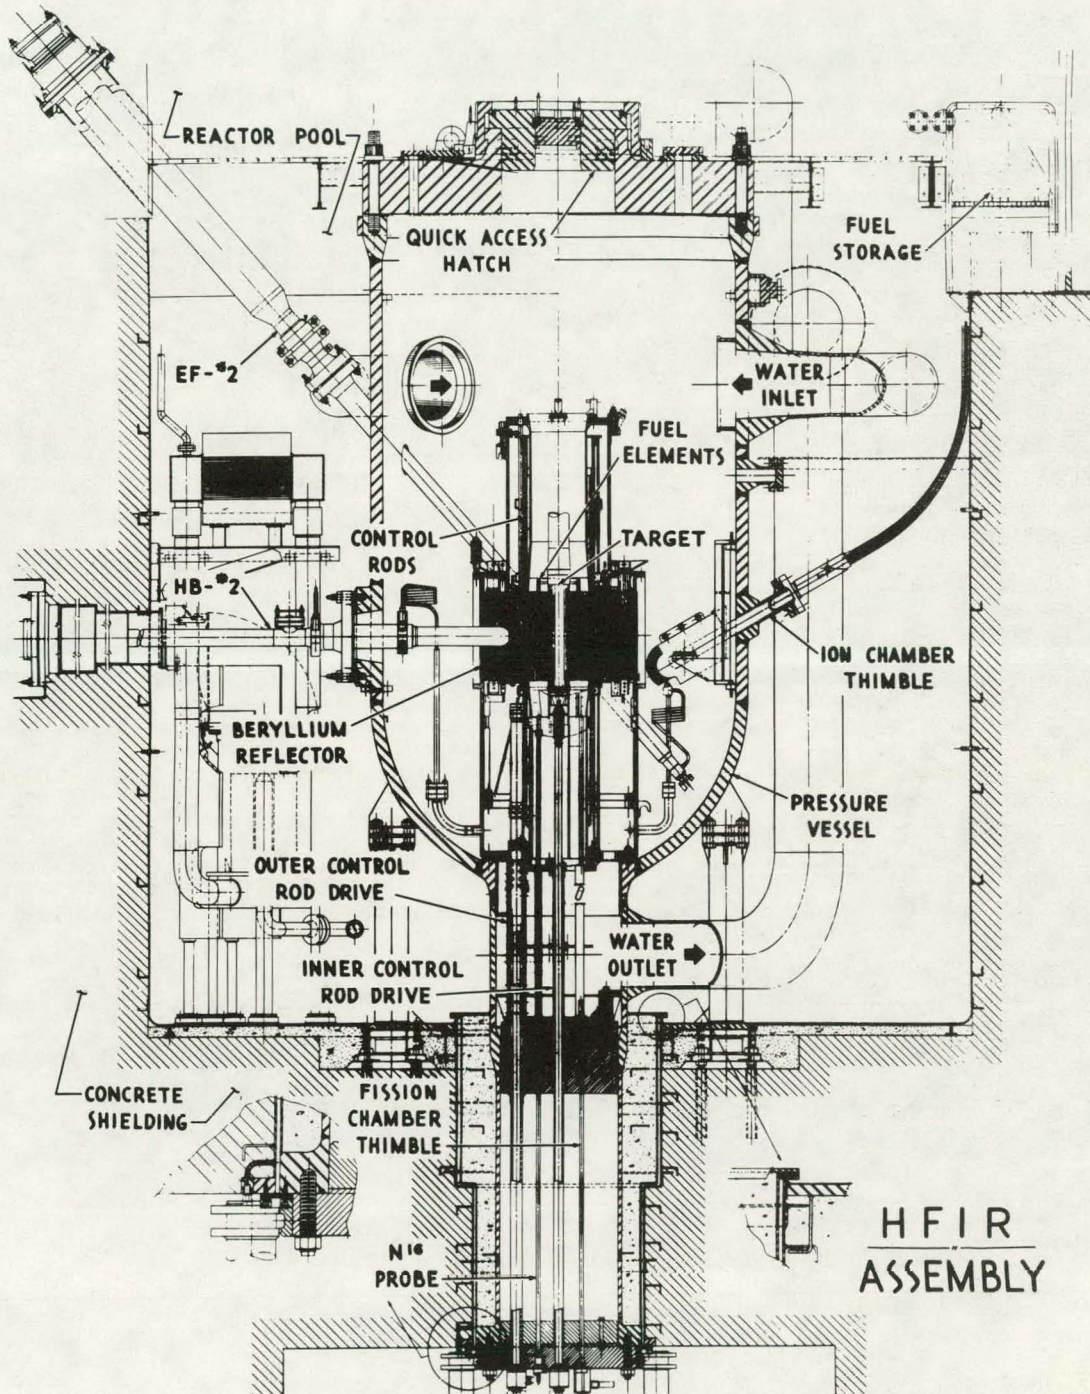 REACTOR POOL
QUICK ACCESS
HATCH
FUEL
STORAGE
EF-#2
WATER
INLET
FUEL
ELEMENTS
CONTROL
RODS
TARGET
HB-#2
ION CHAMBER
THIMBLE
BERYLLIUM
REFLECTOR
PRESSURE
VESSEL
OUTER CONTROL
ROD DRIVE
INNER CONTROL
ROD DRIVE
WATER
OUTLET
CONCRETE
SHIELDING
FISSION
CHAMBER
THIMBLE
N16
PROBE
HFIR
ASSEMBLY